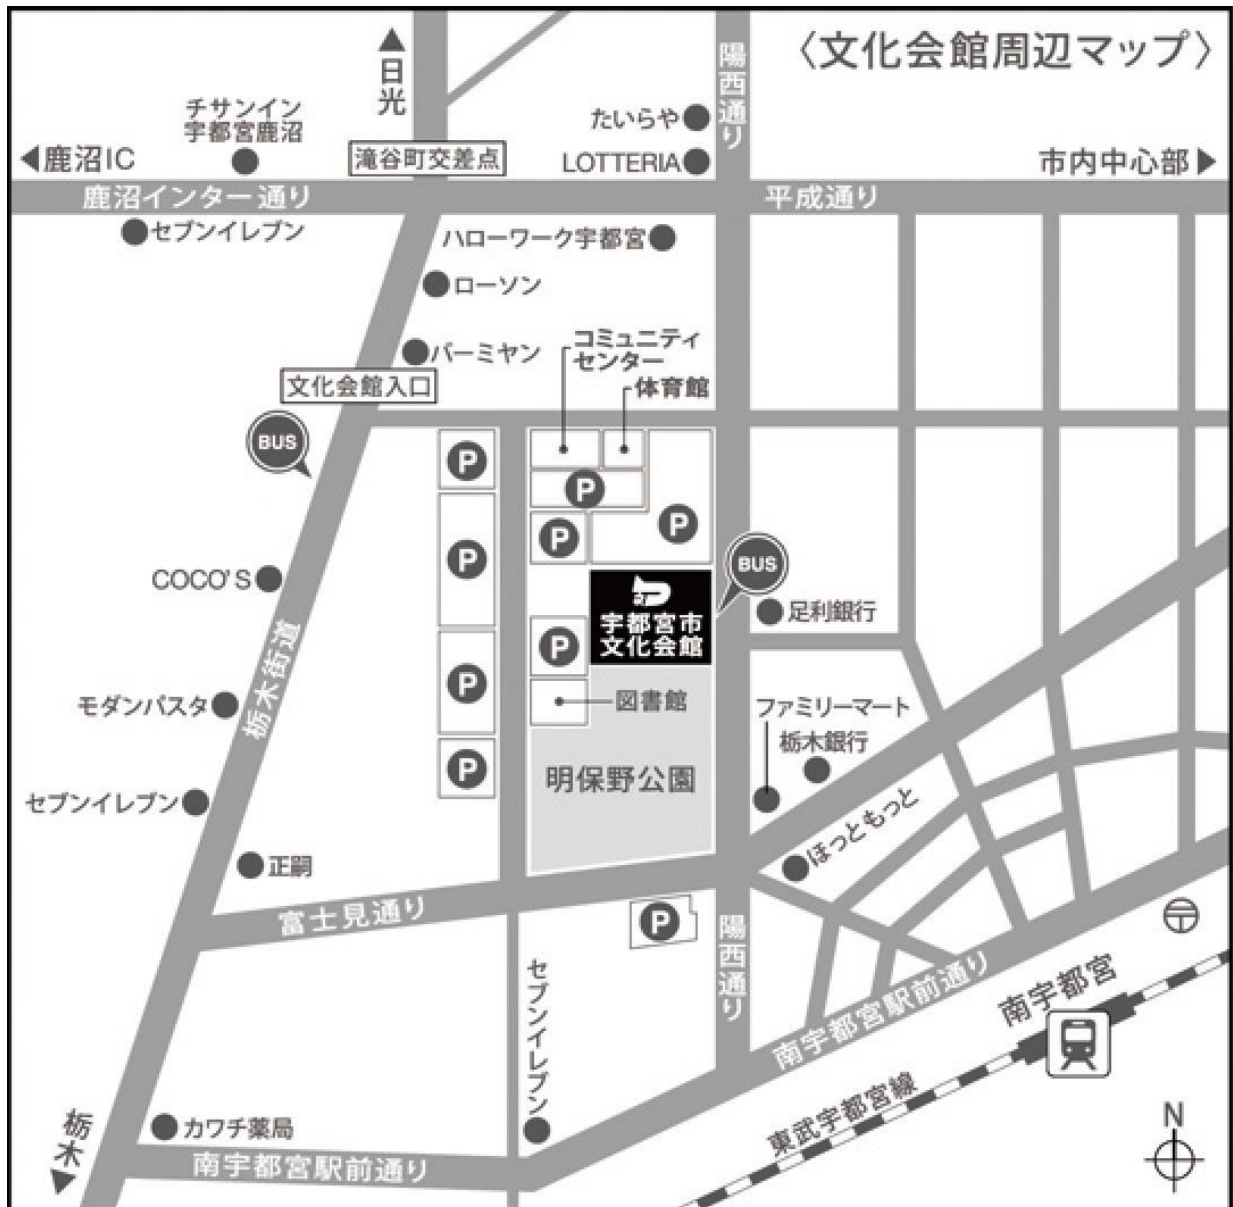 〈文化会館周辺マップ〉
▲日光
陽西通り
チサンイン
宇都宮鹿沼
たいらや
◀鹿沼IC
滝谷町交差点
LOTTERIA
市内中心部▶
鹿沼インター通り
平成通り
セブンイレブン
ハローワーク宇都宮
ローソン
コミュニティ
センター
バーミヤン
体育館
文化会館入口
BUS
P
P
P
P
P
BUS
COCO'S
宇都宮市
文化会館
足利銀行
P
P
栃木街道
図書館
モダンパスタ
ファミリーマート
栃木銀行
P
明保野公園
セブンイレブン
ほっともっと
正嗣
富士見通り
P
陽西通り
セブンイレブン
南宇都宮駅前通り
南宇都宮
東武宇都宮線
カワチ薬局
南宇都宮駅前通り
栃木▼
N